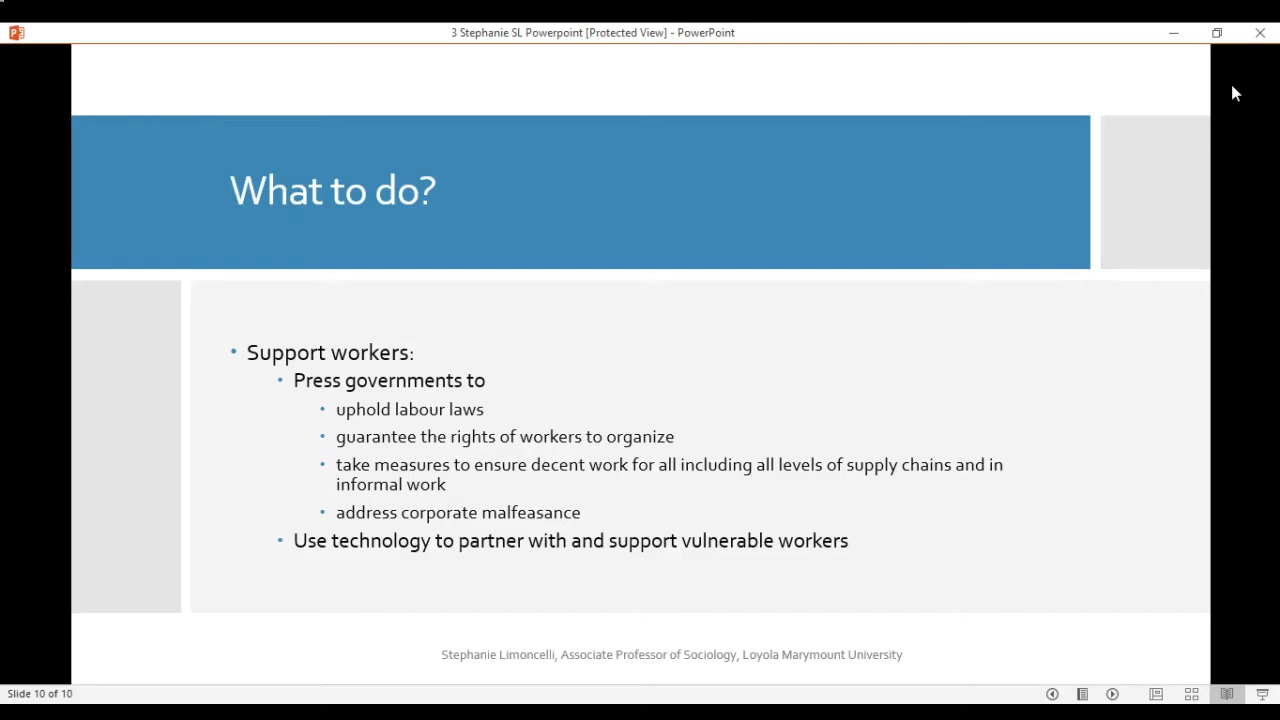 3 Stephanie SL Powerpoint [Protected View] - PowerPoint
What to do?
• Support workers:
• Press governments to
• uphold labour laws
• guarantee the rights of workers to organize
• take measures to ensure decent work for all including all levels of supply chains and in
informal work
• address corporate malfeasance
• Use technology to partner with and support vulnerable workers
Stephanie Limoncelli, Associate Professor of Sociology, Loyola Marymount University
Slide 10 of 10